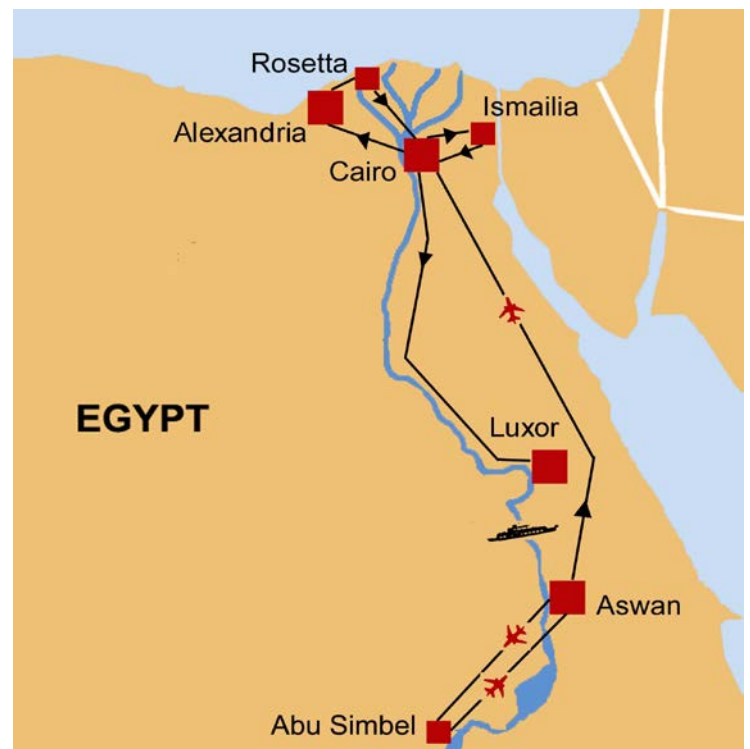 Rosetta
Ismailia
Alexandria
Cairo
EGYPT
Luxor
Aswan
Abu Simbel